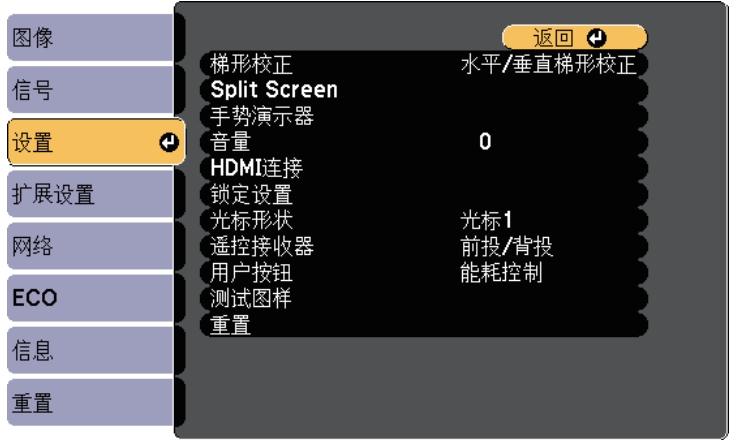 图像
信号
设置
扩展设置
网络
ECO
信息
重置
返回
梯形校正 水平/垂直梯形校正
Split Screen
手势演示器
音量 0
HDMI连接
锁定设置
光标形状 光标1
遥控接收器 前投/背投
用户按钮 能耗控制
测试图样
重置